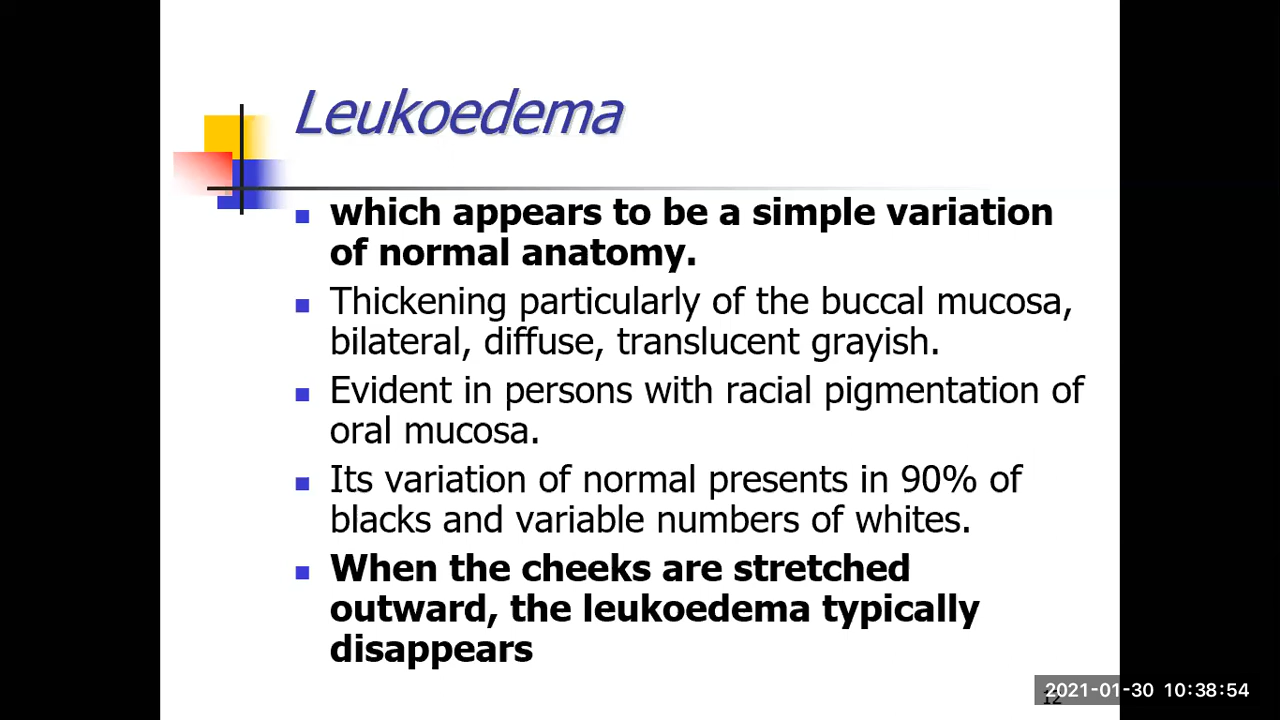 Leukoedema
which appears to be a simple variation
of normal anatomy.
Thickening particularly of the buccal mucosa,
bilateral, diffuse, translucent grayish.
Evident in persons with racial pigmentation of
oral mucosa.
Its variation of normal presents in 90% of
blacks and variable numbers of whites.
When the cheeks are stretched
outward, the leukoedema typically
disappears
2021-01-30 10:38:54
12